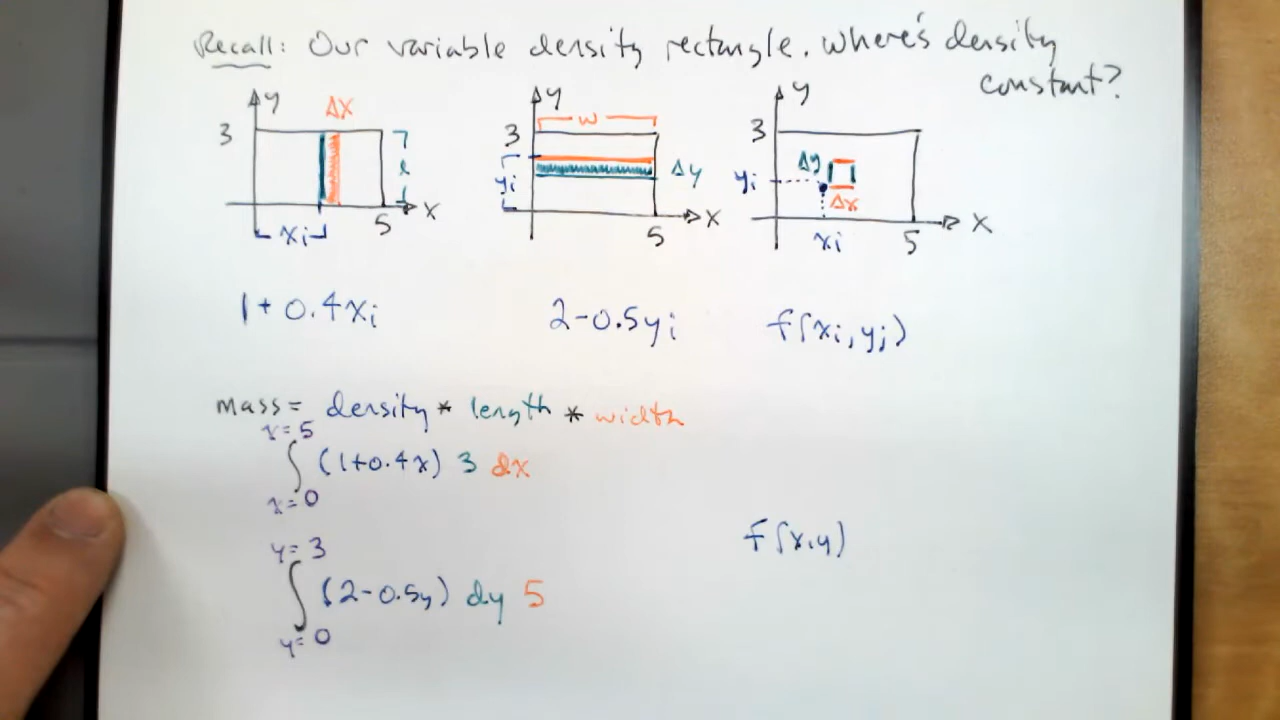 Recall: Our variable density rectangle. Where's density
constant?
y Δx
3
l
x
xi
5
y
w
3
yi
Δy
x
5
y
3
Δy
yi
Δx
xi
5
x
1+0.4xi
2-0.5yi
f(xi,yj)
mass = density * length * width
x=5
∫ (1+0.4x) 3 dx
x=0
y=3
∫ (2-0.5y) dy 5
y=0
f(x,y)